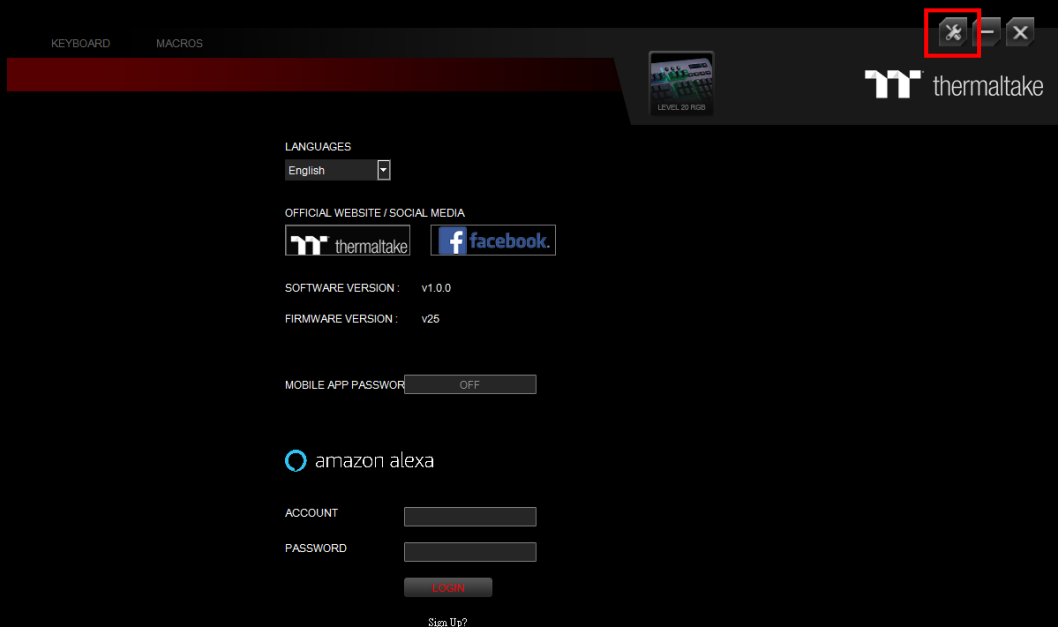 KEYBOARD MACROS
LEVEL 20 RGB
thermaltake
LANGUAGES
English
OFFICIAL WEBSITE / SOCIAL MEDIA
thermaltake facebook.
SOFTWARE VERSION : v1.0.0
FIRMWARE VERSION : v25
MOBILE APP PASSWOR OFF
amazon alexa
ACCOUNT
PASSWORD
LOGIN
Sign Up?